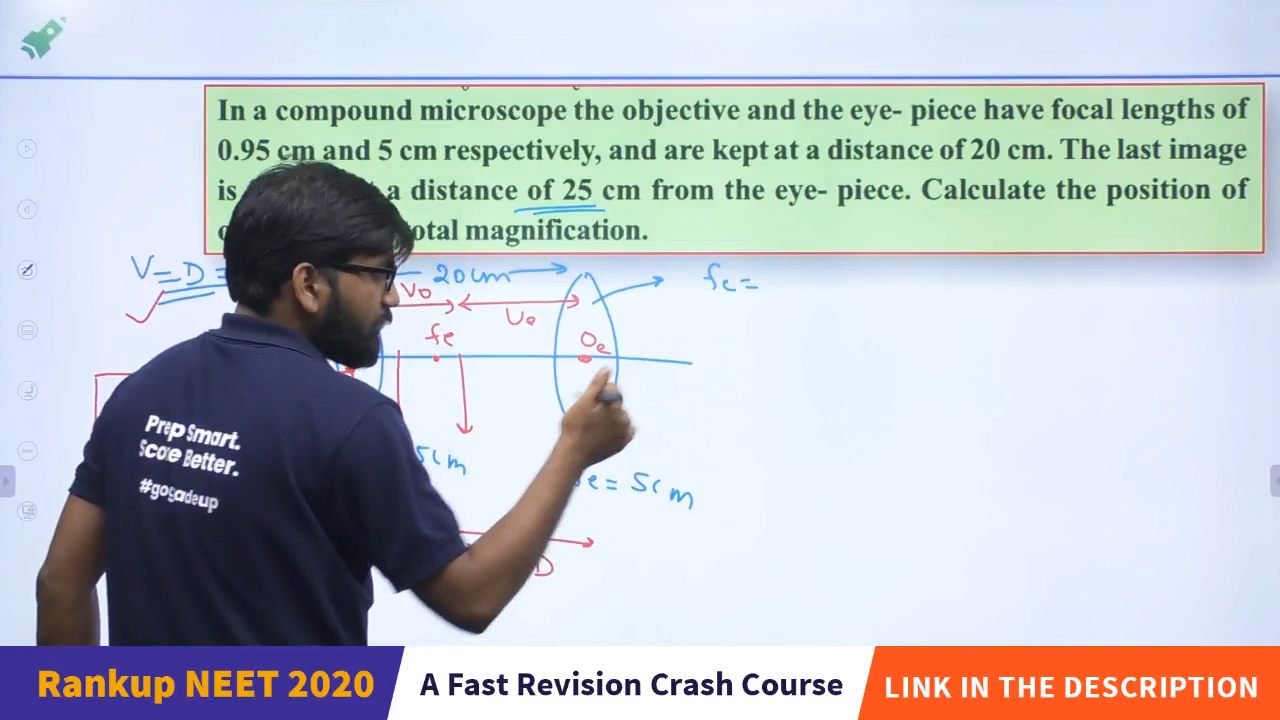 In a compound microscope the objective and the eye- piece have focal lengths of
0.95 cm and 5 cm respectively, and are kept at a distance of 20 cm. The last image
is a distance of 25 cm from the eye- piece. Calculate the position of
total magnification.
V = D =
20 cm
fe =
Vo
Ue
fe
Oe
5cm
e = 5cm
D
Prep Smart.
Score Better.
#gogradeup
Rankup NEET 2020
A Fast Revision Crash Course
LINK IN THE DESCRIPTION